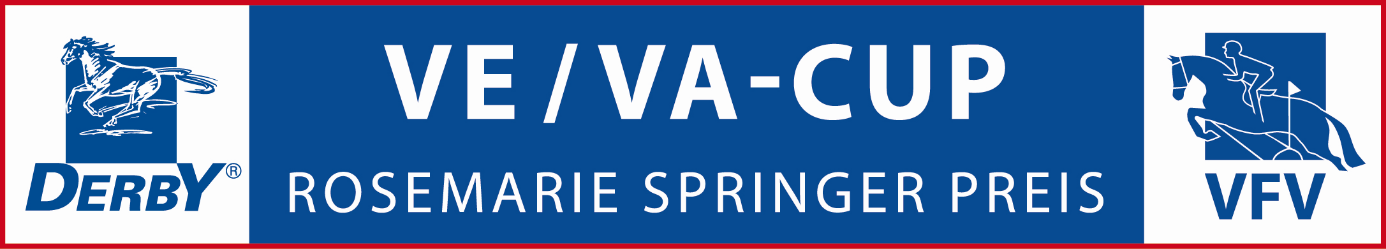 VE / VA-CUP
ROSEMARIE SPRINGER PREIS
DERBY®
VFV